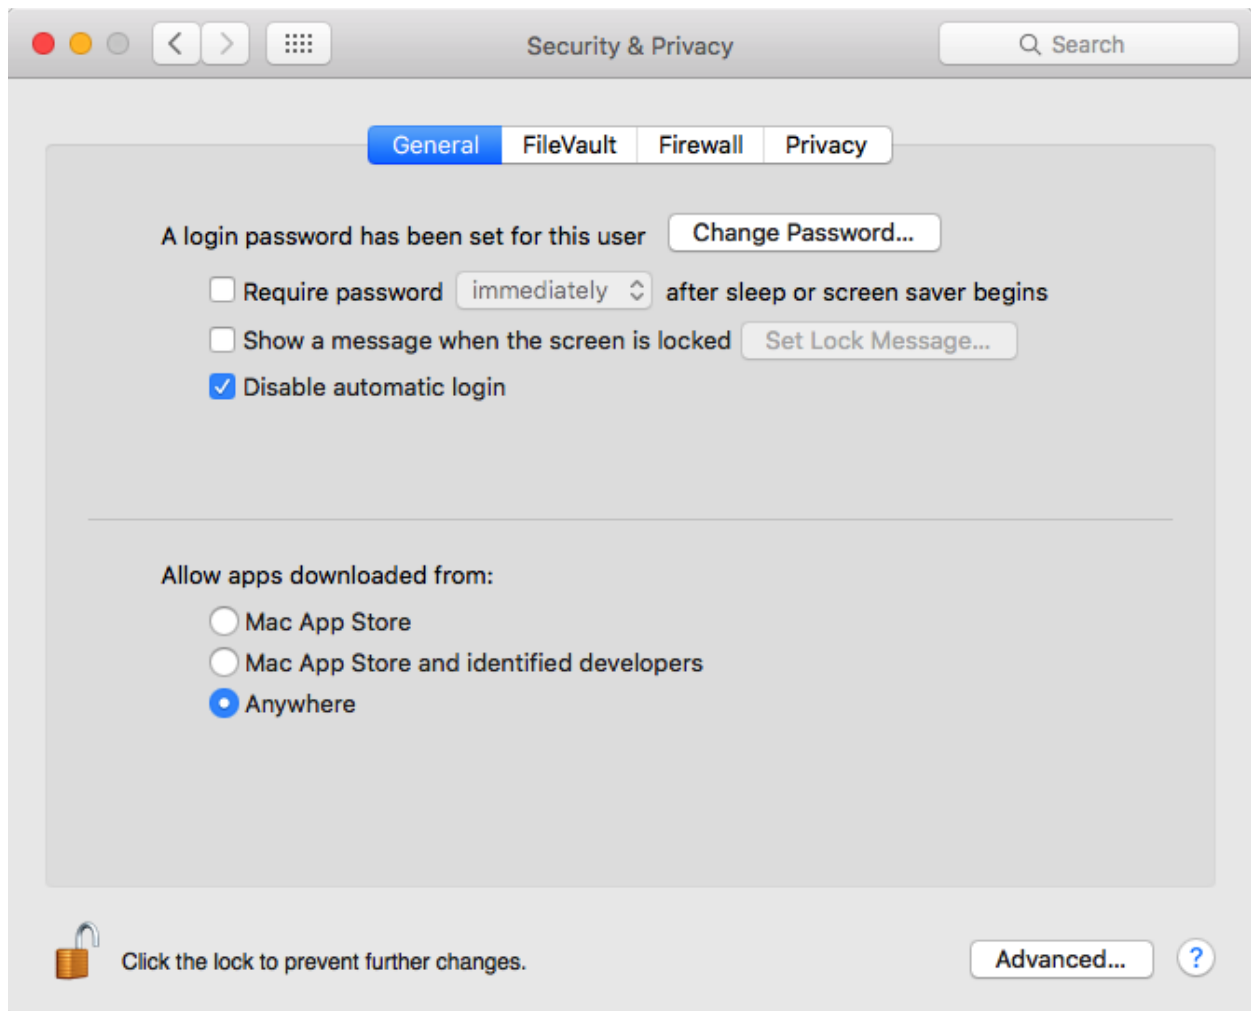 Security & Privacy
Search
General FileVault Firewall Privacy
A login password has been set for this user Change Password...
Require password immediately after sleep or screen saver begins
Show a message when the screen is locked Set Lock Message...
Disable automatic login
Allow apps downloaded from:
Mac App Store
Mac App Store and identified developers
Anywhere
Click the lock to prevent further changes.
Advanced... ?